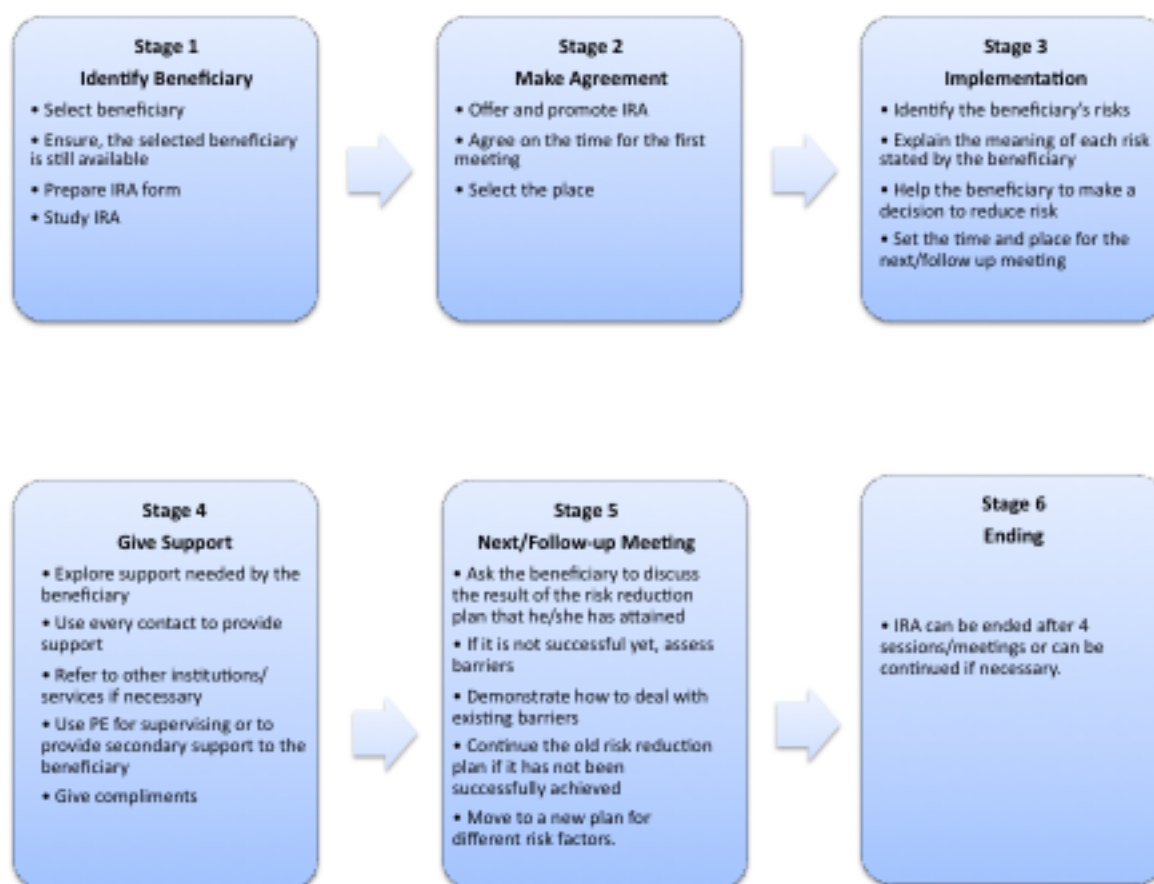 Stage 1
Identify Beneficiary
• Select beneficiary
• Ensure, the selected beneficiary
is still available
• Prepare IRA form
• Study IRA
Stage 2
Make Agreement
• Offer and promote IRA
• Agree on the time for the first
meeting
• Select the place
Stage 3
Implementation
• Identify the beneficiary's risks
• Explain the meaning of each risk
stated by the beneficiary
• Help the beneficiary to make a
decision to reduce risk
• Set the time and place for the
next/follow up meeting
Stage 4
Give Support
• Explore support needed by the
beneficiary
• Use every contact to provide
support
• Refer to other institutions/
services if necessary
• Use PE for supervising or to
provide secondary support to the
beneficiary
• Give compliments
Stage 5
Next/Follow-up Meeting
• Ask the beneficiary to discuss
the result of the risk reduction
plan that he/she has attained
• If it is not successful yet, assess
barriers
• Demonstrate how to deal with
existing barriers
• Continue the old risk reduction
plan if it has not been
successfully achieved
• Move to a new plan for
different risk factors.
Stage 6
Ending
• IRA can be ended after 4
sessions/meetings or can be
continued if necessary.